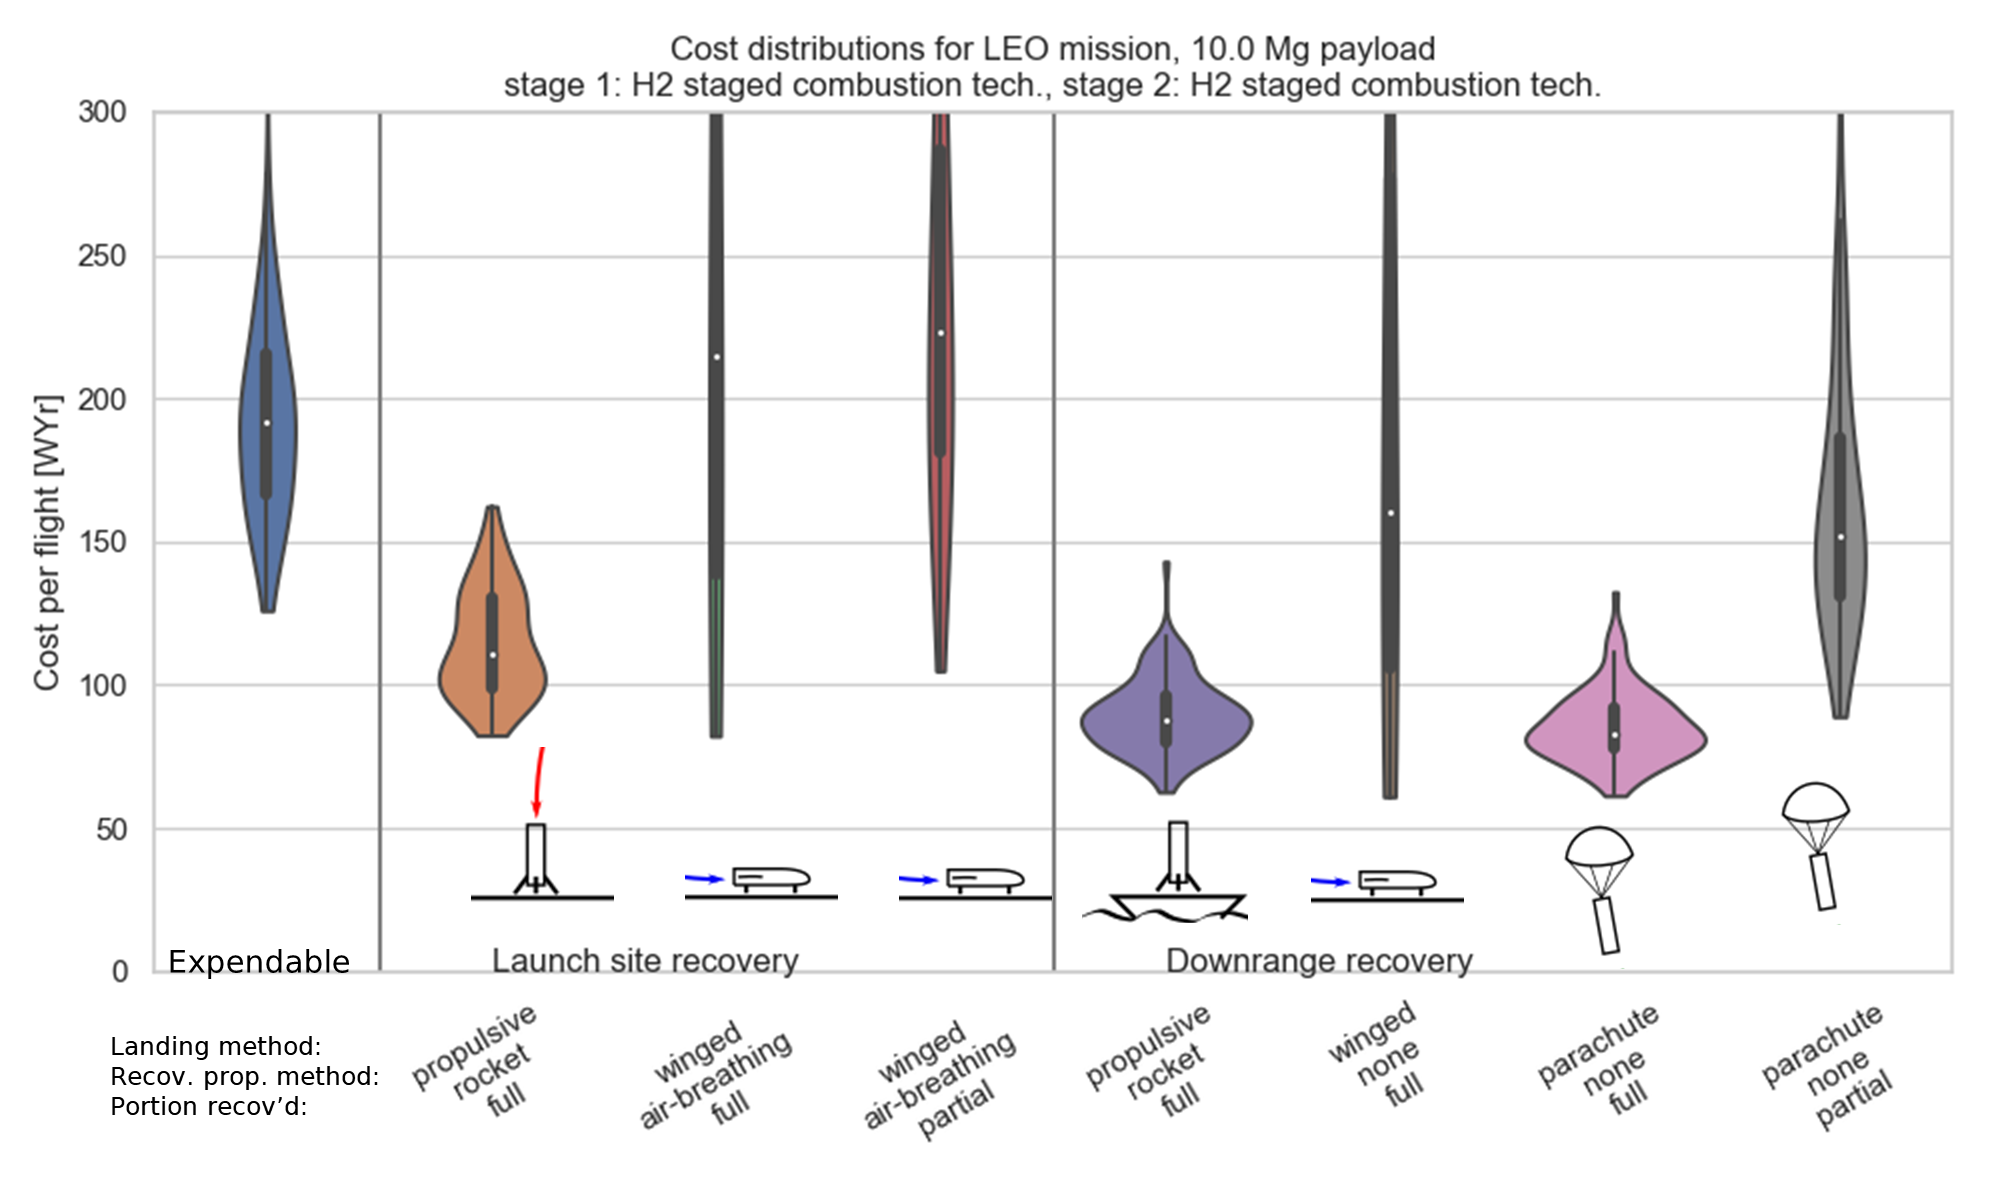 Cost distributions for LEO mission, 10.0 Mg payload
stage 1: H2 staged combustion tech., stage 2: H2 staged combustion tech.
Cost per flight [WYr]
300
250
200
150
100
50
0
Expendable
Launch site recovery
Downrange recovery
Landing method:
Recov. prop. method:
Portion recov’d:
propulsive
rocket
full
winged
air-breathing
full
winged
air-breathing
partial
propulsive
rocket
full
winged
none
full
parachute
none
full
parachute
none
partial